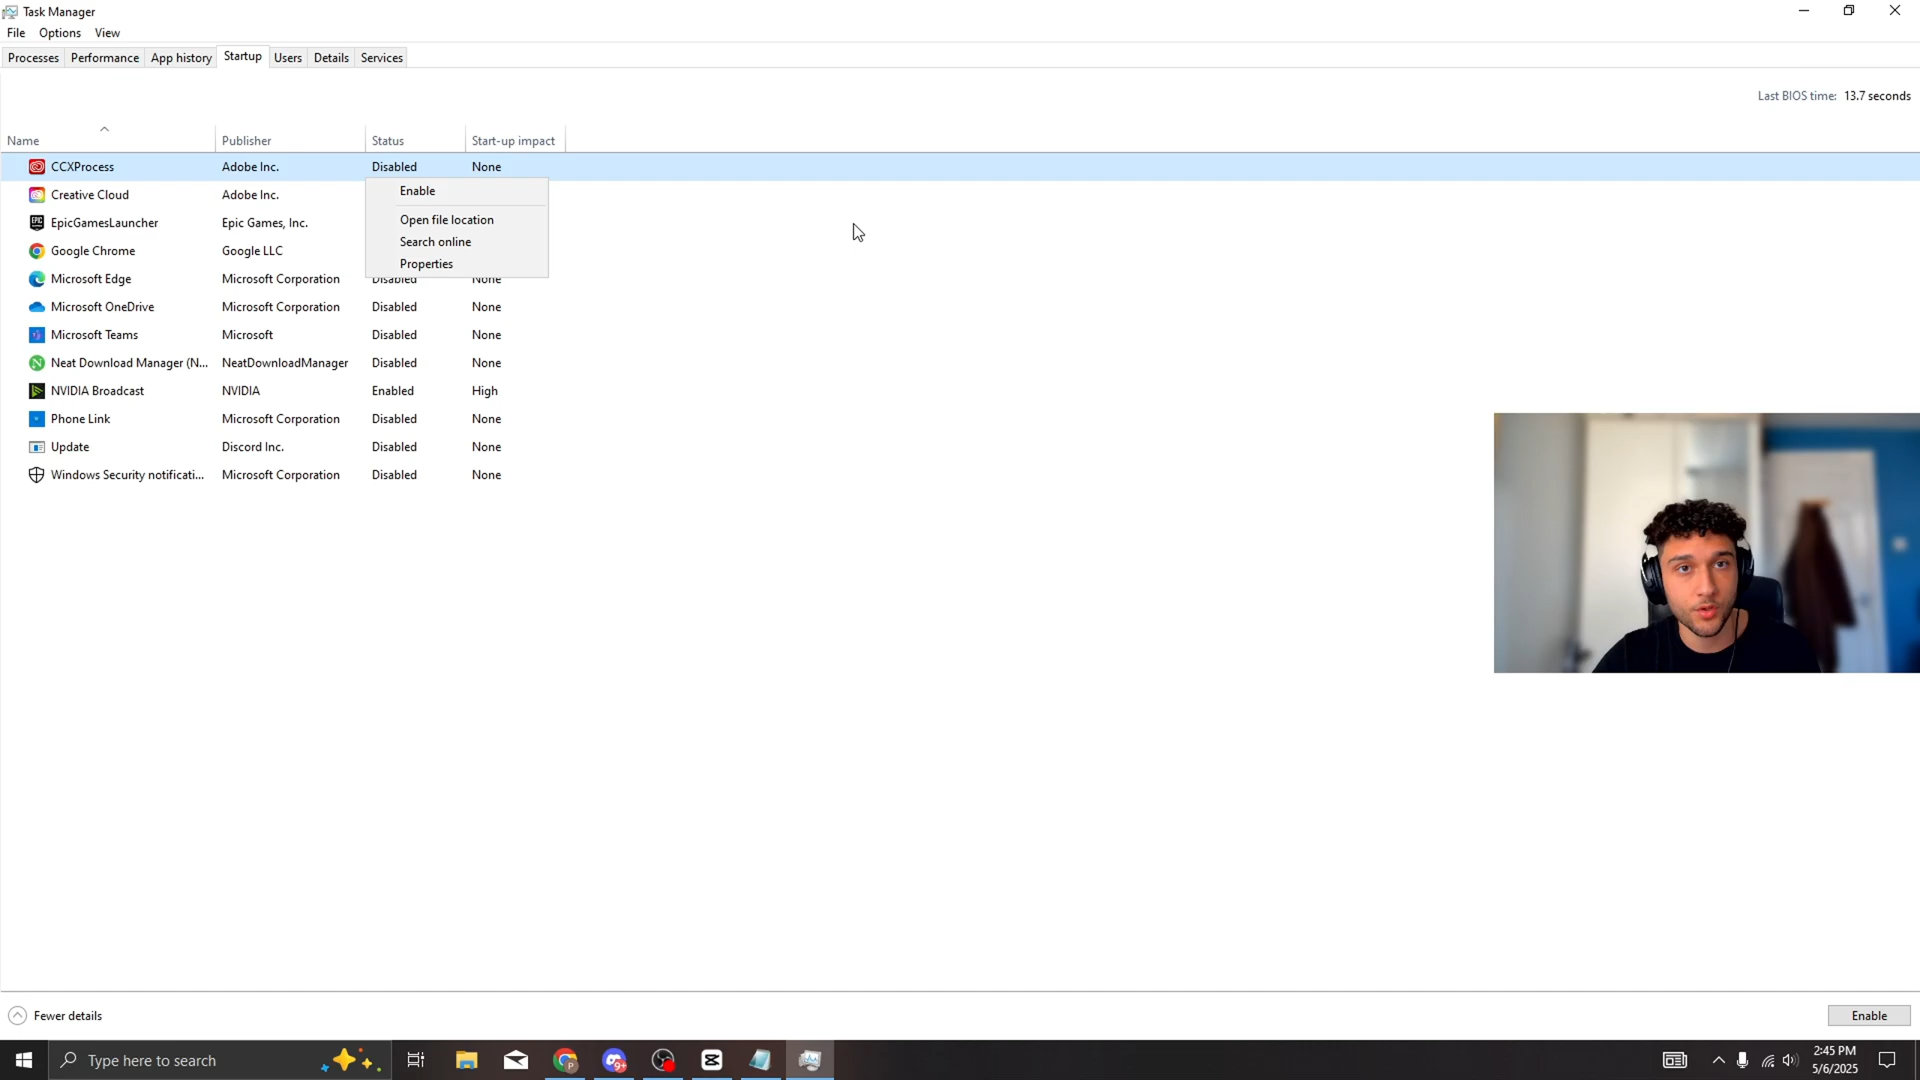 Task Manager
File Options View
Processes Performance App history Startup Users Details Services
Last BIOS time: 13.7 seconds
Name Publisher Status Start-up impact
CCXProcess Adobe Inc. Disabled None
Creative Cloud Adobe Inc.
EpicGamesLauncher Epic Games, Inc.
Google Chrome Google LLC
Enable
Open file location
Search online
Properties
Microsoft Edge Microsoft Corporation Disabled None
Microsoft OneDrive Microsoft Corporation Disabled None
Microsoft Teams Microsoft Disabled None
Neat Download Manager (N... NeatDownloadManager Disabled None
NVIDIA Broadcast NVIDIA Enabled High
Phone Link Microsoft Corporation Disabled None
Update Discord Inc. Disabled None
Windows Security notificati... Microsoft Corporation Disabled None
Fewer details Enable
Type here to search
9+
2:45 PM
5/6/2025